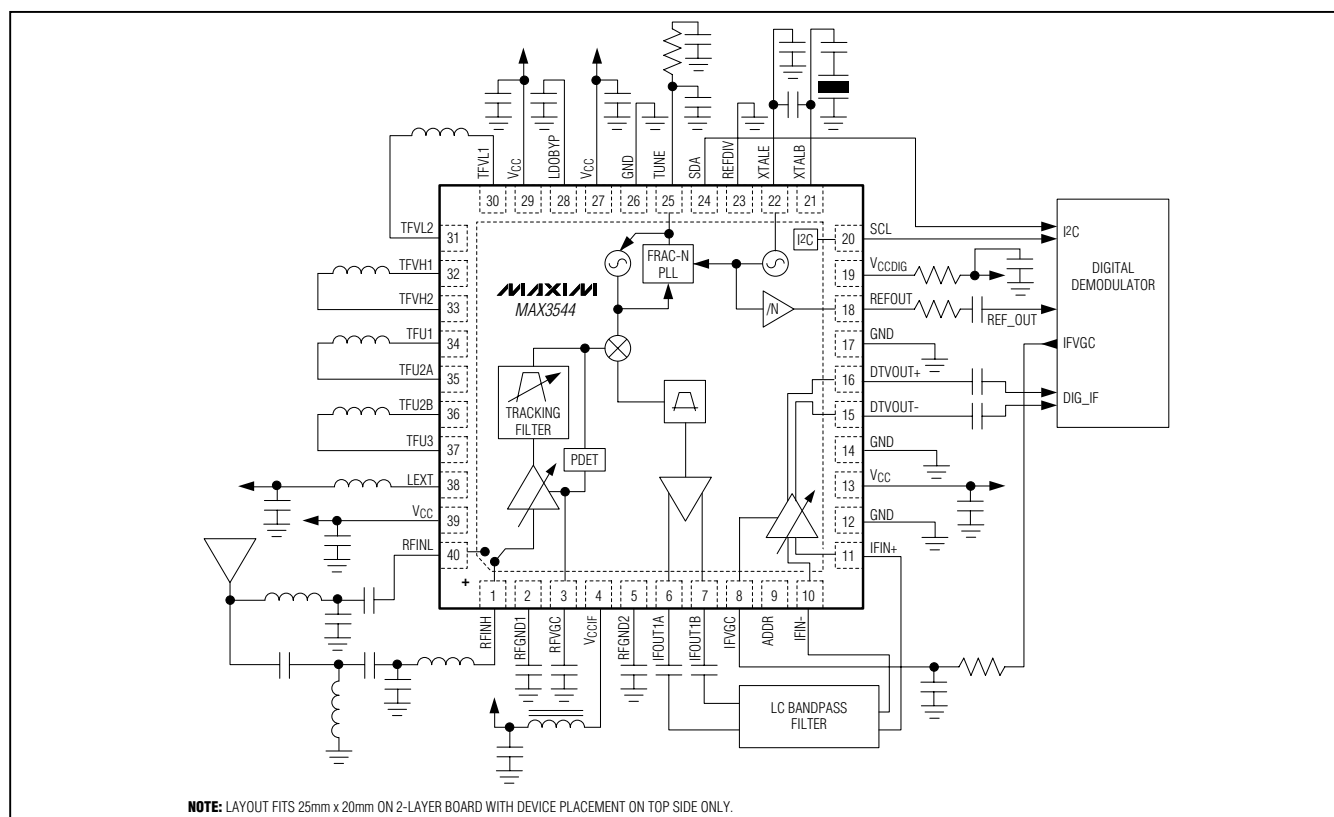 TFVL1
VCC
LDOBYP
VCC
GND
TUNE
SDA
REFDIV
XTALE
XTALB
30
29
28
27
26
25
24
23
22
21
TFVL2
31
TFVH1
32
TFVH2
33
TFU1
34
TFU2A
35
TFU2B
36
TFU3
37
LEXT
38
VCC
39
RFINL
40
+
MAXIM
MAX3544
FRAC-N
PLL
I²C
/N
TRACKING
FILTER
PDET
20
SCL
19
VCCDIG
18
REFOUT
REF_OUT
17
GND
16
DTVOUT+
15
DTVOUT-
14
GND
13
VCC
12
GND
11
IFIN+
I²C
DIGITAL
DEMODULATOR
IFVGC
DIG_IF
1
2
3
4
5
6
7
8
9
10
RFINH
RFGND1
RFVGC
VCCIF
RFGND2
IFOUT1A
IFOUT1B
IFVGC
ADDR
IFIN-
LC BANDPASS
FILTER
NOTE: LAYOUT FITS 25mm x 20mm ON 2-LAYER BOARD WITH DEVICE PLACEMENT ON TOP SIDE ONLY.